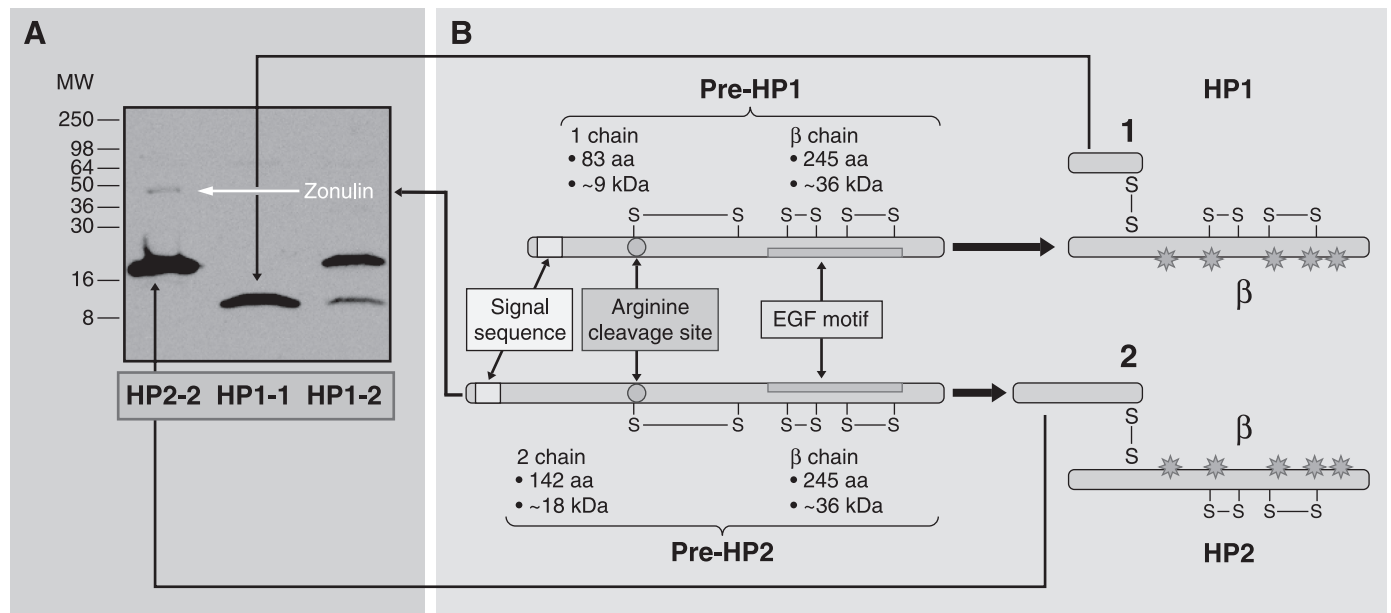 A
MW
250
98
64
50
36
30
16
8
Zonulin
HP2-2 HP1-1 HP1-2
B
Pre-HP1
1 chain
• 83 aa
• ~9 kDa
β chain
• 245 aa
• ~36 kDa
S S S–S S S
Signal
sequence
Arginine
cleavage site
EGF motif
S S S–S S S
2 chain
• 142 aa
• ~18 kDa
β chain
• 245 aa
• ~36 kDa
Pre-HP2
HP1
1
S
S
S
S–S S S
β
2
S
S
S
β
S–S S S
HP2